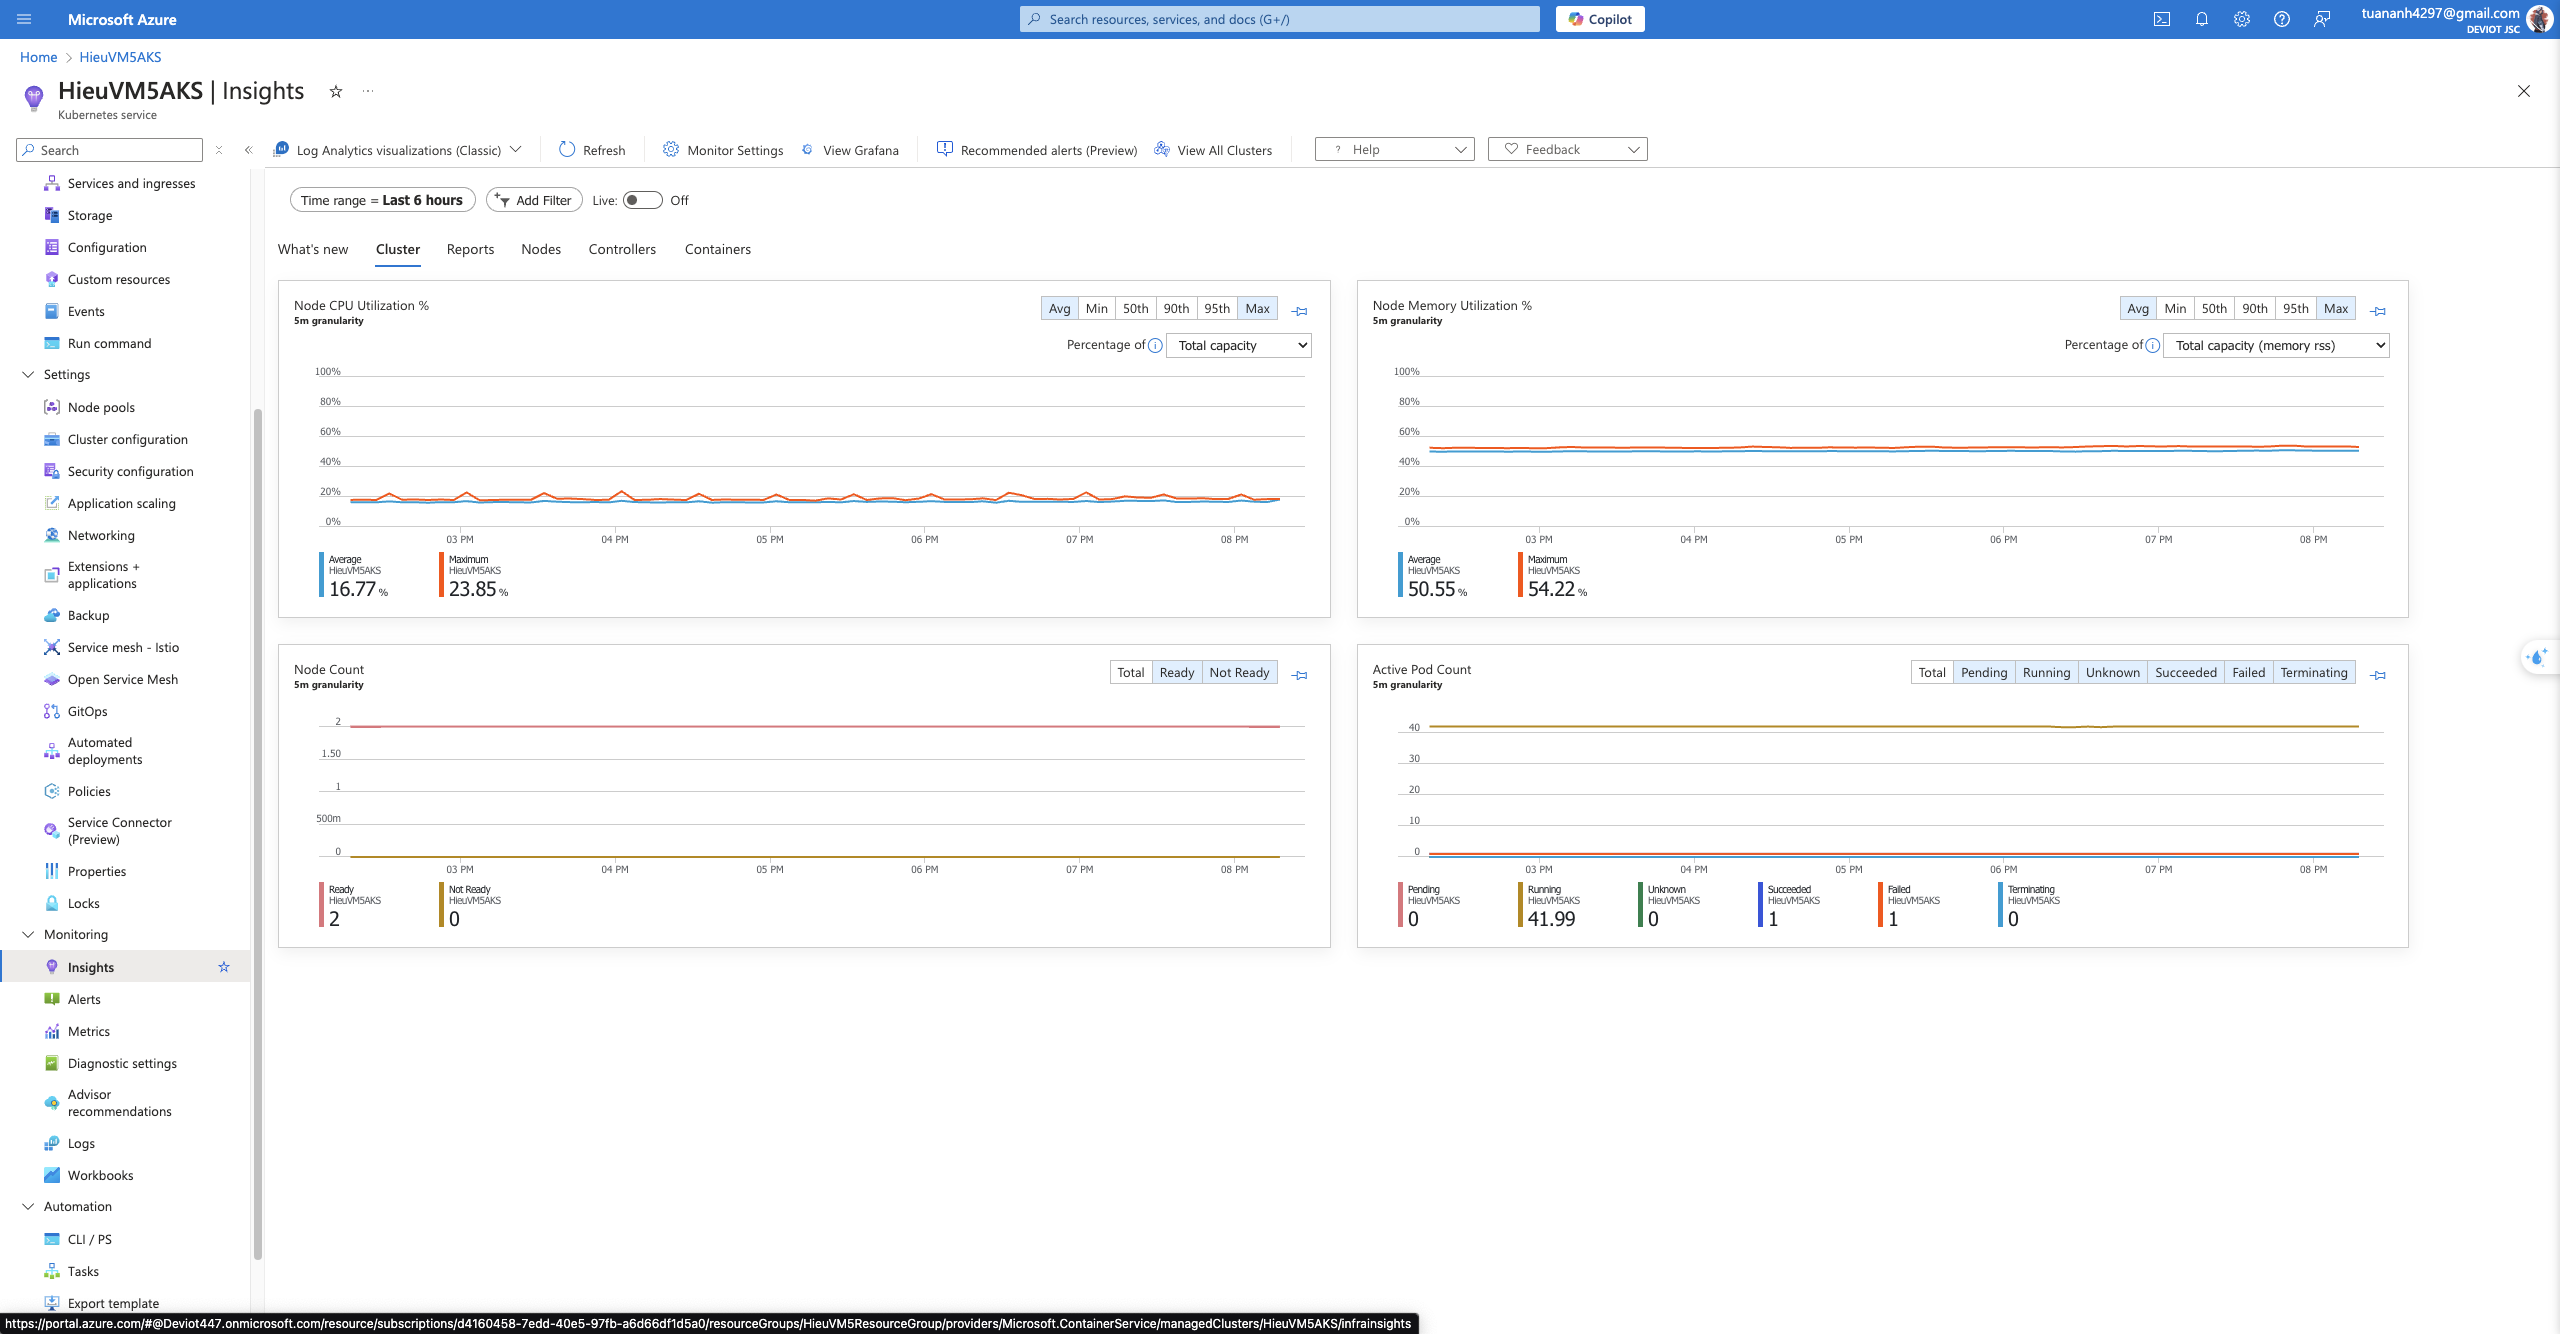 Microsoft Azure
Search resources, services, and docs (G+/)
Copilot
tuananh4297@gmail.com
DEVIOT JSC
Home > HieuVM5AKS
HieuVM5AKS | Insights
Kubernetes service
Search
Log Analytics visualizations (Classic)
Refresh
Monitor Settings
View Grafana
Recommended alerts (Preview)
View All Clusters
? Help
Feedback
Services and ingresses
Storage
Configuration
Custom resources
Events
Run command
Settings
Node pools
Cluster configuration
Security configuration
Application scaling
Networking
Extensions +
applications
Backup
Service mesh - Istio
Open Service Mesh
GitOps
Automated
deployments
Policies
Service Connector
(Preview)
Properties
Locks
Monitoring
Insights
Alerts
Metrics
Diagnostic settings
Advisor
recommendations
Logs
Workbooks
Automation
CLI / PS
Tasks
Export template
Time range = Last 6 hours
Add Filter
Live: Off
What's new Cluster Reports Nodes Controllers Containers
Node CPU Utilization %
5m granularity
Avg Min 50th 90th 95th Max
Percentage of Total capacity
100%
80%
60%
40%
20%
0%
03 PM 04 PM 05 PM 06 PM 07 PM 08 PM
Average
HieuVM5AKS
16.77 %
Maximum
HieuVM5AKS
23.85 %
Node Memory Utilization %
5m granularity
Avg Min 50th 90th 95th Max
Percentage of Total capacity (memory rss)
100%
80%
60%
40%
20%
0%
03 PM 04 PM 05 PM 06 PM 07 PM 08 PM
Average
HieuVM5AKS
50.55 %
Maximum
HieuVM5AKS
54.22 %
Node Count
5m granularity
Total Ready Not Ready
2
1.50
1
500m
0
03 PM 04 PM 05 PM 06 PM 07 PM 08 PM
Ready
HieuVM5AKS
2
Not Ready
HieuVM5AKS
0
Active Pod Count
5m granularity
Total Pending Running Unknown Succeeded Failed Terminating
40
30
20
10
0
03 PM 04 PM 05 PM 06 PM 07 PM 08 PM
Pending
HieuVM5AKS
0
Running
HieuVM5AKS
41.99
Unknown
HieuVM5AKS
0
Succeeded
HieuVM5AKS
1
Failed
HieuVM5AKS
1
Terminating
HieuVM5AKS
0
https://portal.azure.com/#@Deviot447.onmicrosoft.com/resource/subscriptions/d4160458-7edd-40e5-97fb-a6d66df1d5a0/resourceGroups/HieuVM5ResourceGroup/providers/Microsoft.ContainerService/managedClusters/HieuVM5AKS/infrainsights